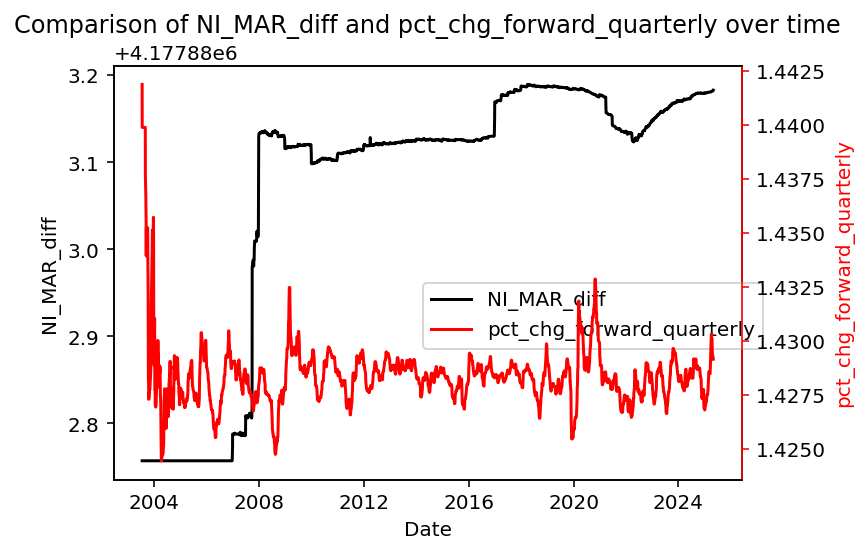 Comparison of NI_MAR_diff and pct_chg_forward_quarterly over time
+4.17788e6
3.2
3.1
3.0
2.9
2.8
NI_MAR_diff
1.4425
1.4400
1.4375
1.4350
1.4325
1.4300
1.4275
1.4250
pct_chg_forward_quarterly
NI_MAR_diff
pct_chg_forward_quarterly
2004
2008
2012
2016
2020
2024
Date